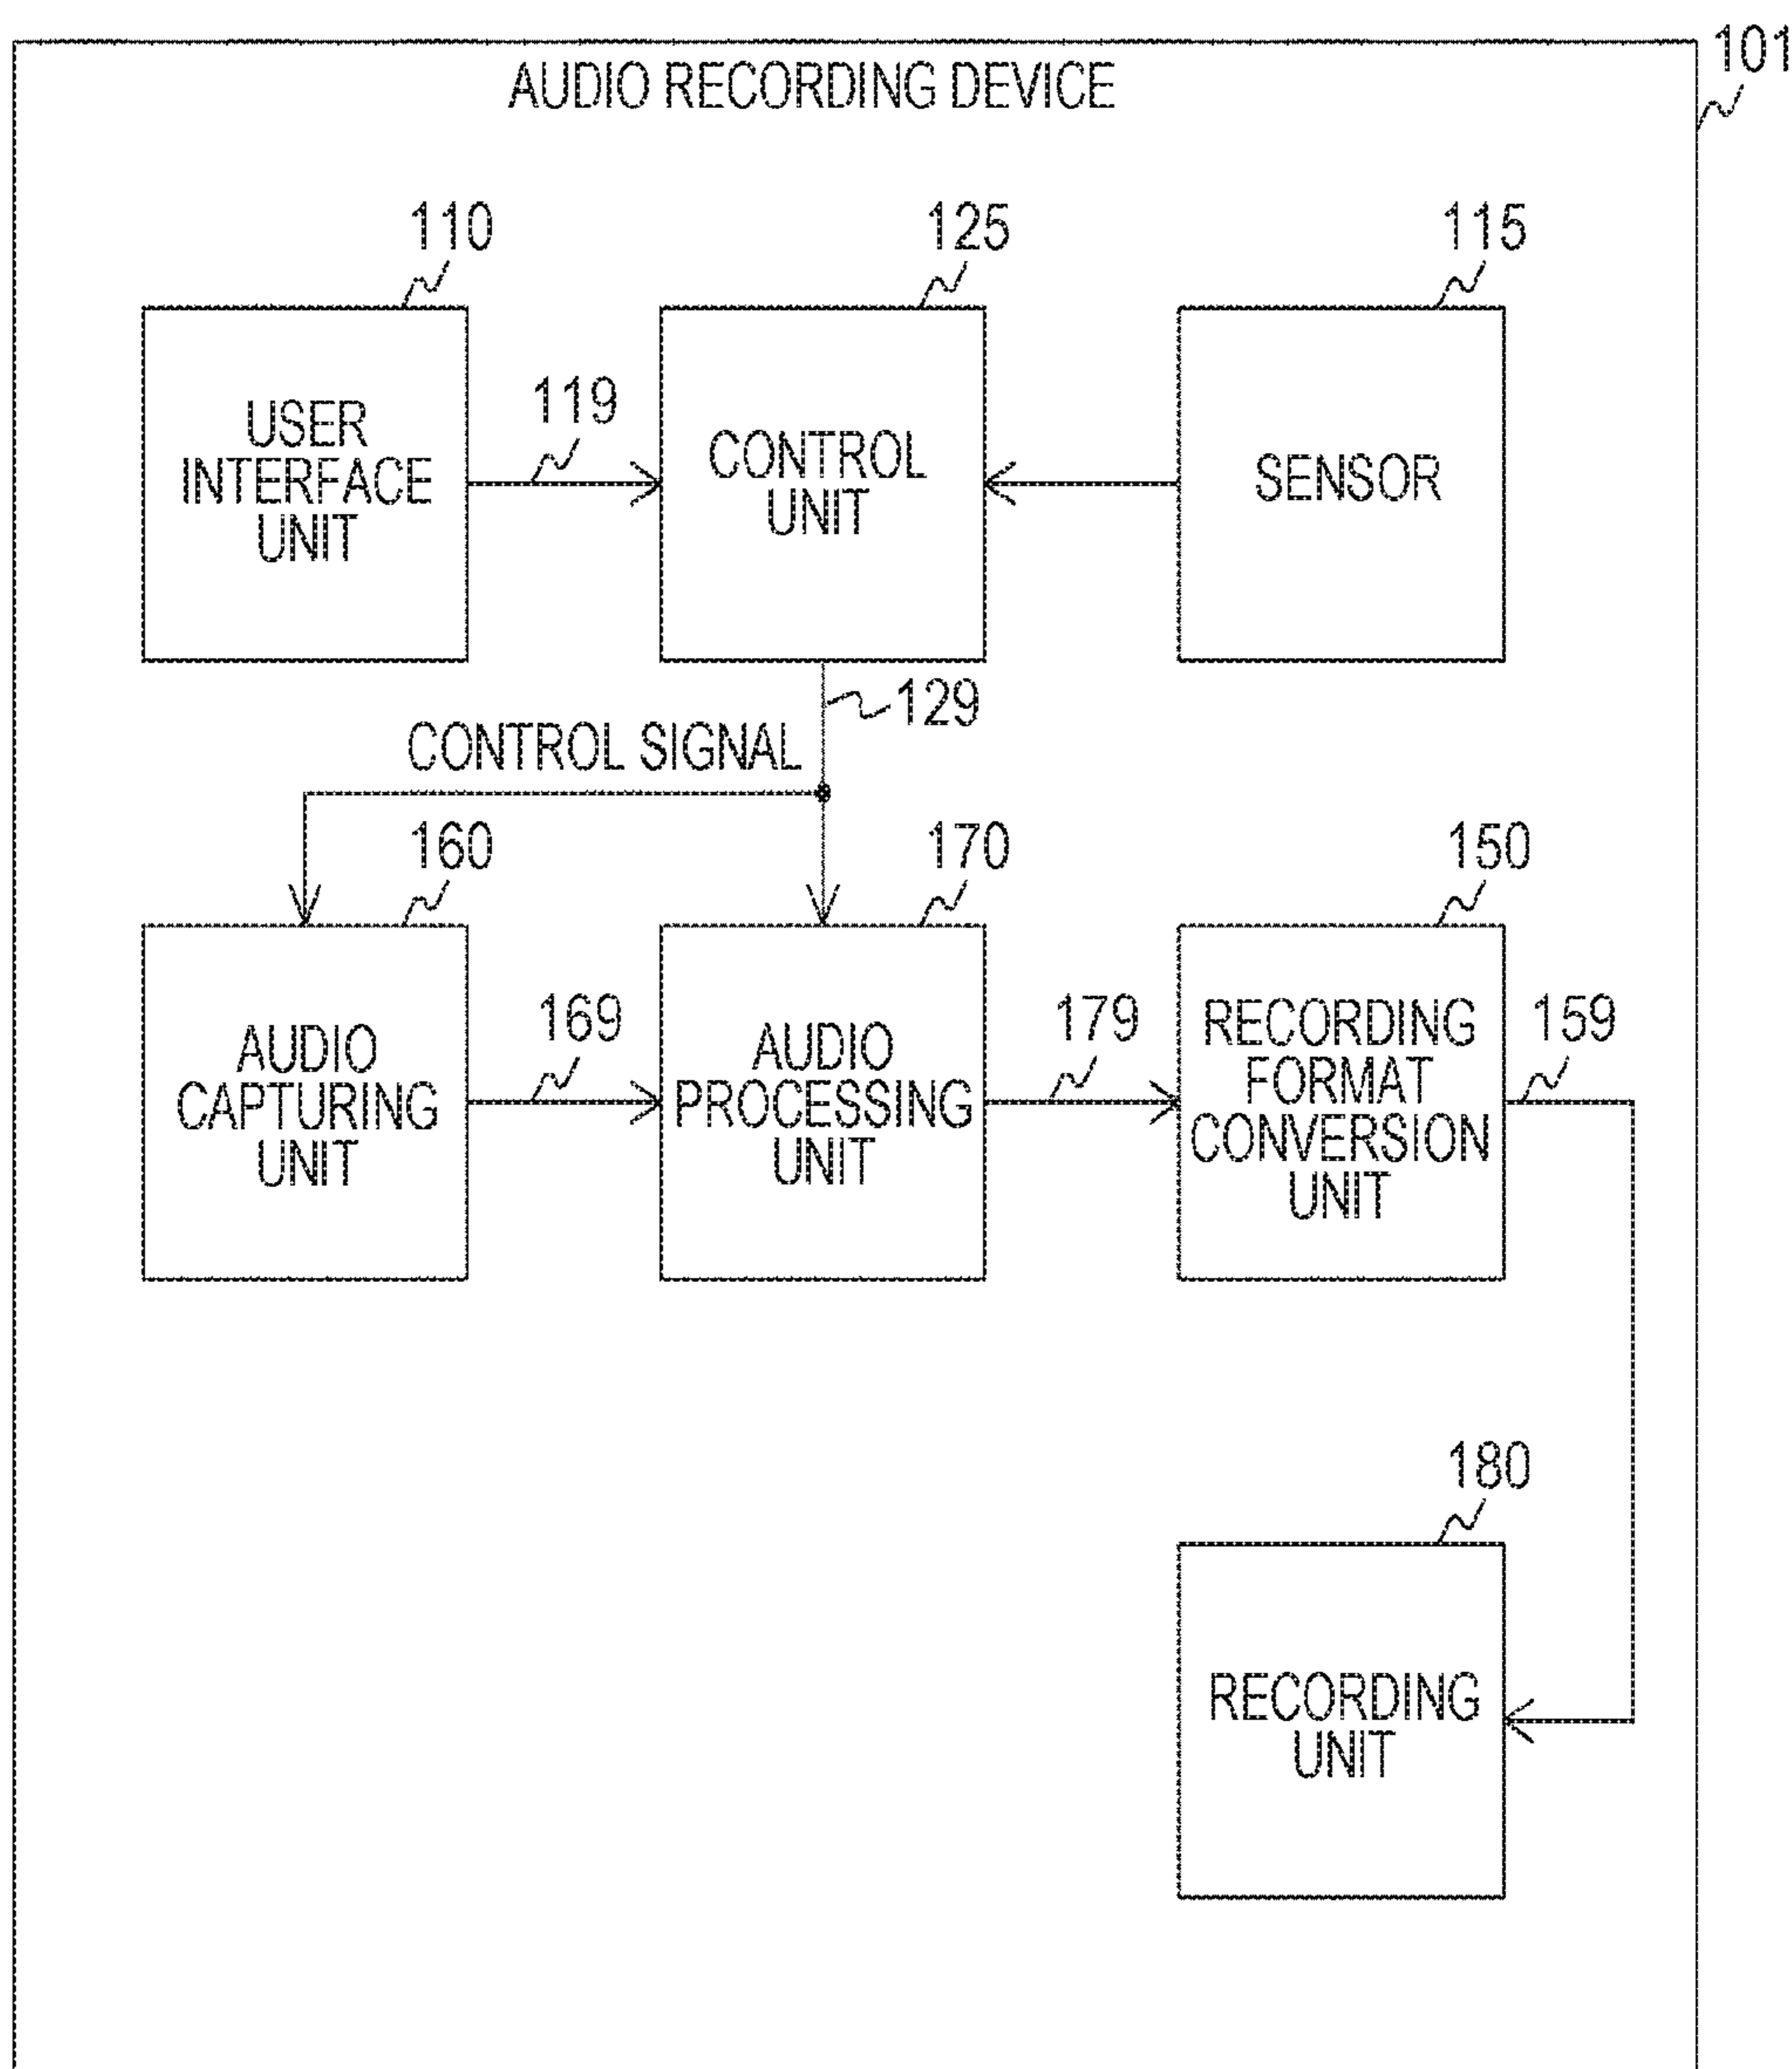 101
AUDIO RECORDING DEVICE
110
125
115
USER
INTERFACE
UNIT
119
CONTROL
UNIT
SENSOR
129
CONTROL SIGNAL
160
170
150
AUDIO
CAPTURING
UNIT
169
AUDIO
PROCESSING
UNIT
179
RECORDING
FORMAT
CONVERSION
UNIT
159
180
RECORDING
UNIT